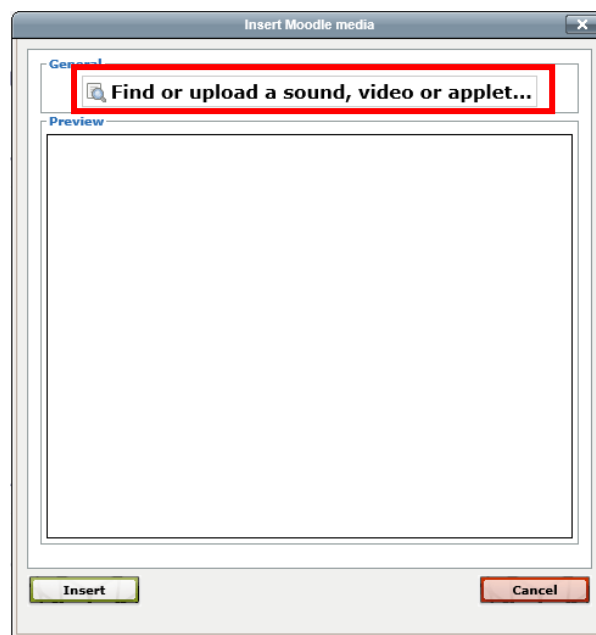 Insert Moodle media
General
Find or upload a sound, video or applet...
Preview
Insert
Cancel